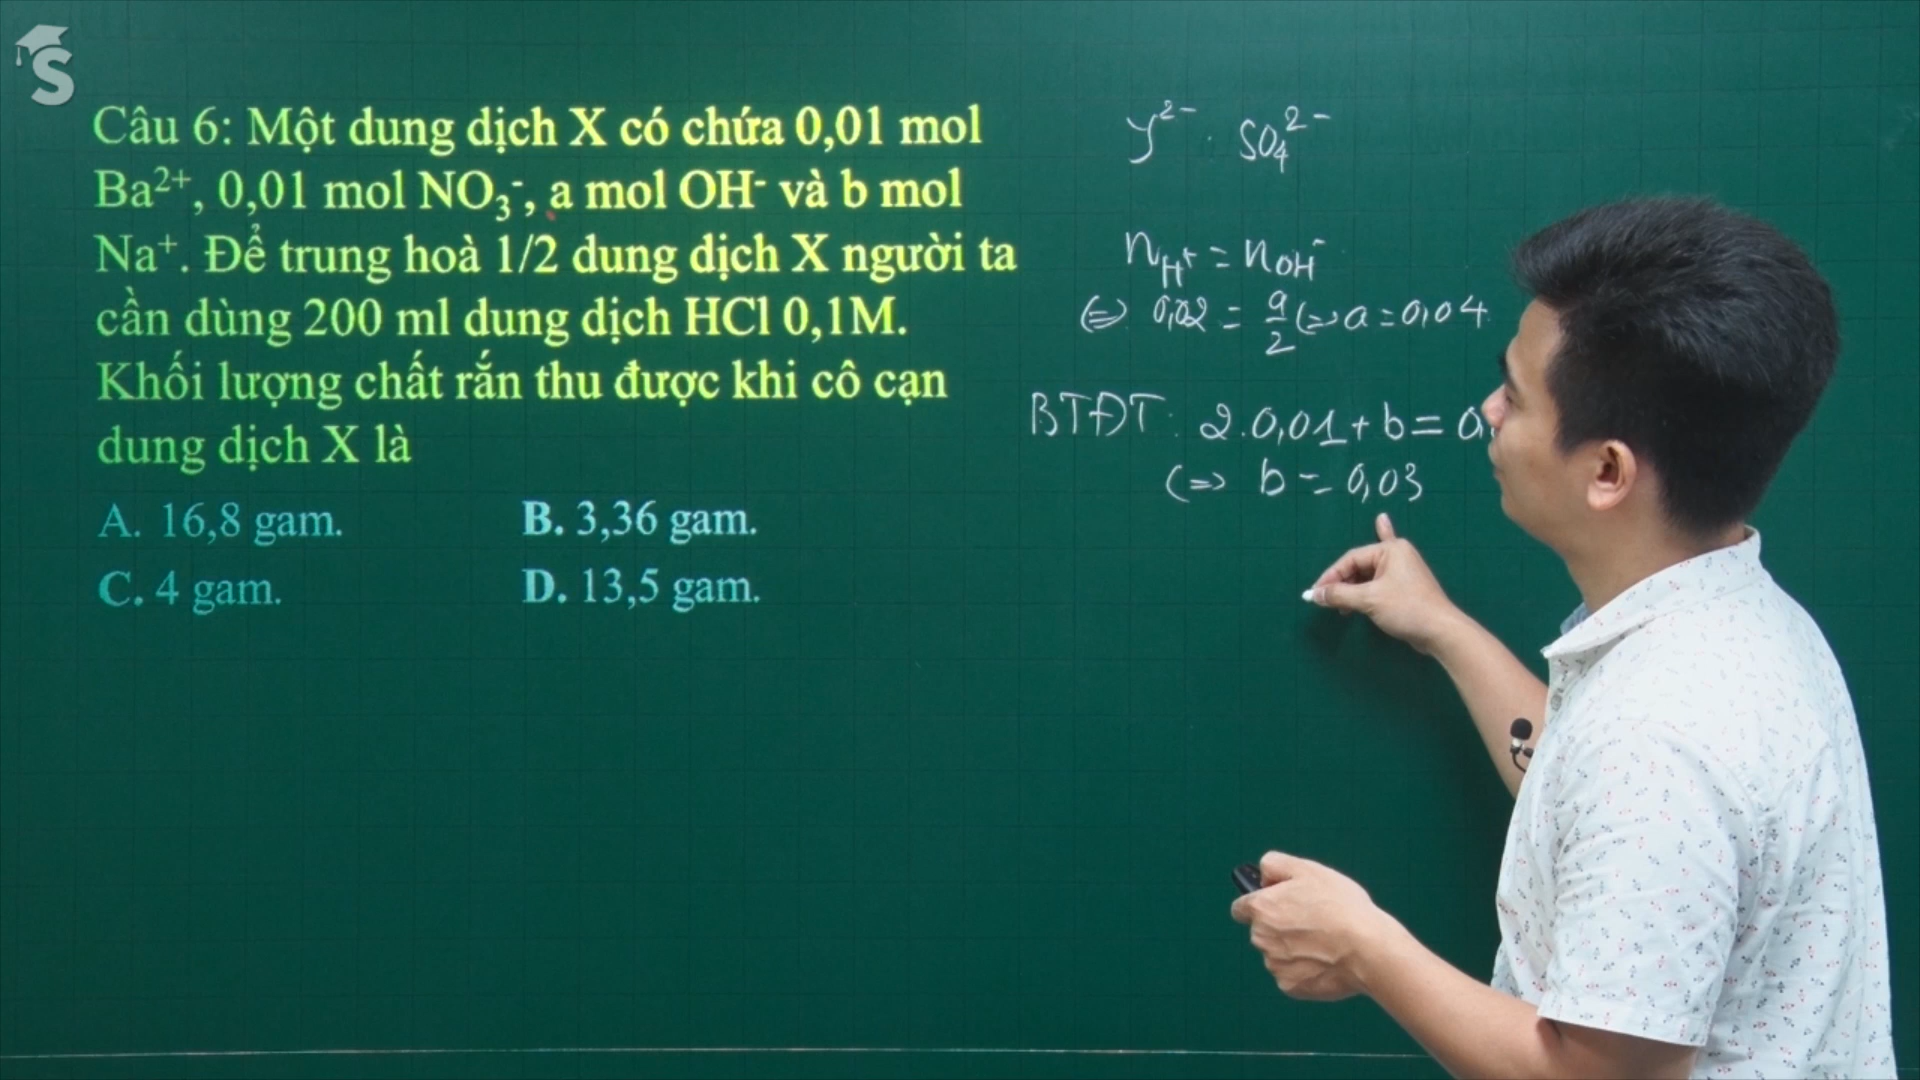 S
Câu 6: Một dung dịch X có chứa 0,01 mol
Ba²⁺, 0,01 mol NO₃⁻, a mol OH⁻ và b mol
Na⁺. Để trung hoà 1/2 dung dịch X người ta
cần dùng 200 ml dung dịch HCl 0,1M.
Khối lượng chất rắn thu được khi cô cạn
dung dịch X là
A. 16,8 gam. B. 3,36 gam.
C. 4 gam. D. 13,5 gam.
y²⁻ . SO₄²⁻
n_H⁺ = n_OH⁻
(=) 0,02 = a/2 (=> a = 0,04
BTĐT: 2.0,01 + b = 0,
(=> b = 0,03